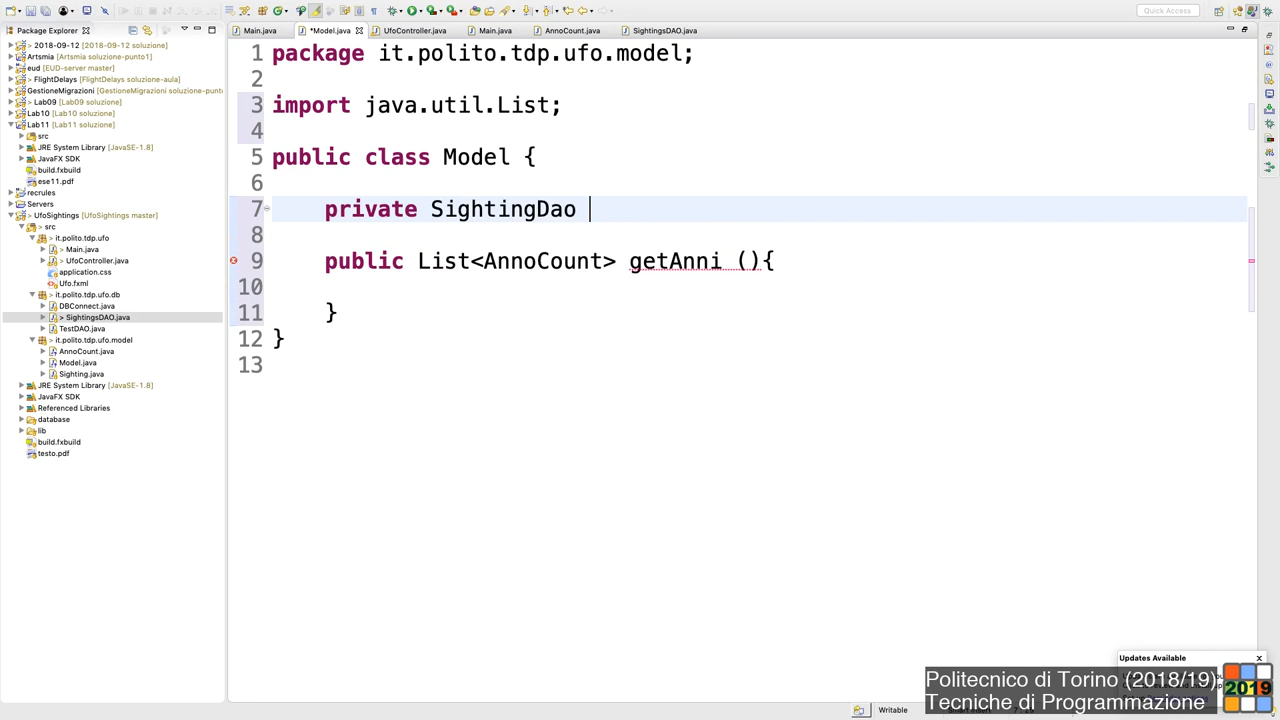 Quick Access
Package Explorer
Main.java
*Model.java
UfoController.java
Main.java
AnnoCount.java
SightingsDAO.java
> 2018-09-12 [2018-09-12 soluzione]
Artsmia [Artsmia soluzione-punto1]
eud [EUD-server master]
> FlightDelays [FlightDelays soluzione-aula]
GestioneMigrazioni [GestioneMigrazioni soluzione-punt
> Lab09 [Lab09 soluzione]
Lab10 [Lab10 soluzione]
Lab11 [Lab11 soluzione]
src
JRE System Library [JavaSE-1.8]
JavaFX SDK
build.fxbuild
ese11.pdf
recrules
Servers
UfoSightings [UfoSightings master]
src
it.polito.tdp.ufo
> Main.java
> UfoController.java
application.css
Ufo.fxml
it.polito.tdp.ufo.db
DBConnect.java
> SightingsDAO.java
TestDAO.java
it.polito.tdp.ufo.model
AnnoCount.java
Model.java
Sighting.java
JRE System Library [JavaSE-1.8]
JavaFX SDK
Referenced Libraries
database
lib
build.fxbuild
testo.pdf
1 package it.polito.tdp.ufo.model;
2
3 import java.util.List;
4
5 public class Model {
6
7 private SightingDao
8
9 public List<AnnoCount> getAnni (){
10
11 }
12 }
13
Updates Available
Politecnico di Torino (2018/19)
Tecniche di Programmazione
2019
Writable